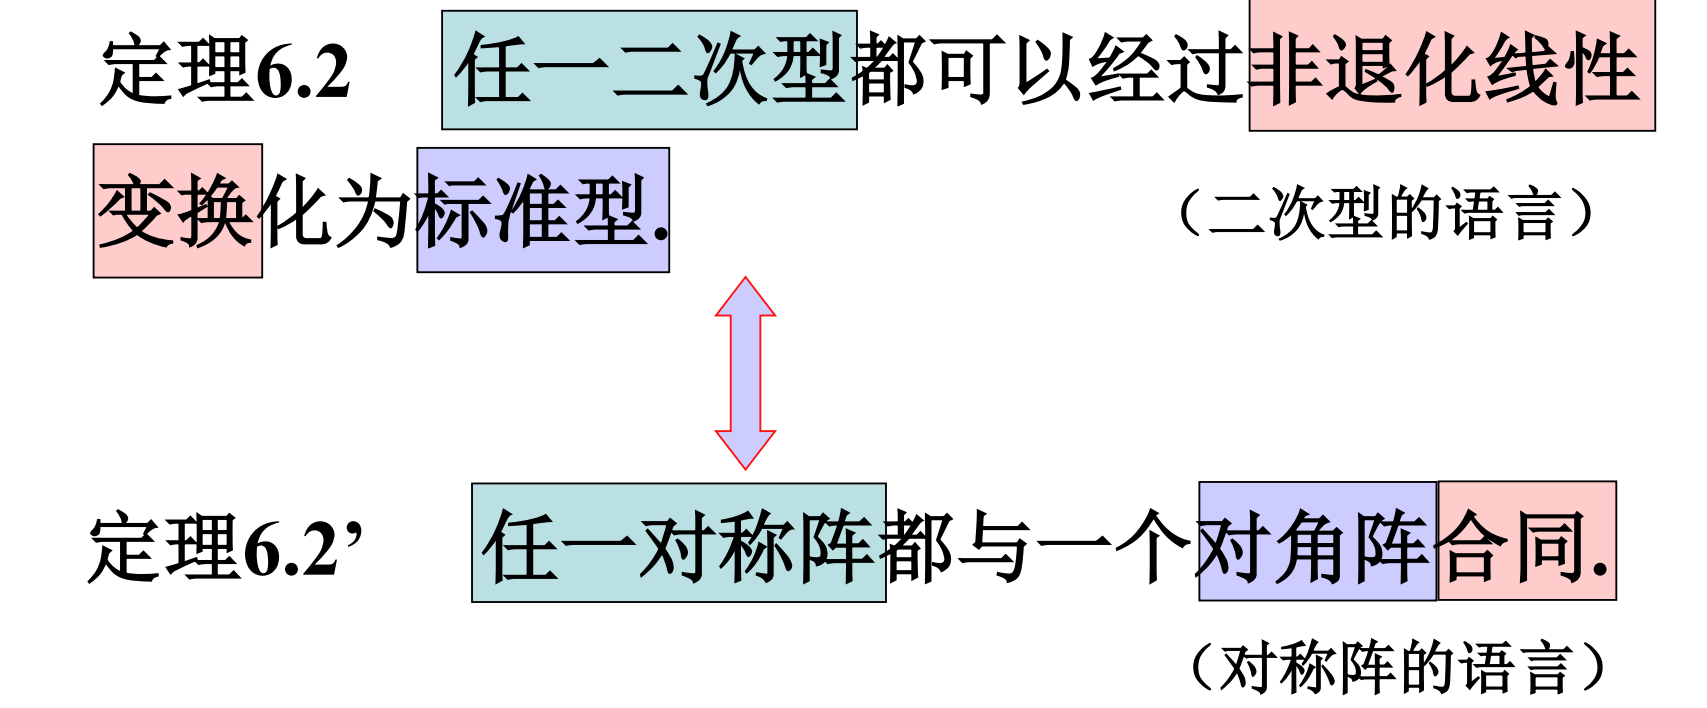 定理6.2 任一二次型都可以经过非退化线性
变换化为标准型.
(二次型的语言)
定理6.2’ 任一对称阵都与一个对角阵合同.
(对称阵的语言)